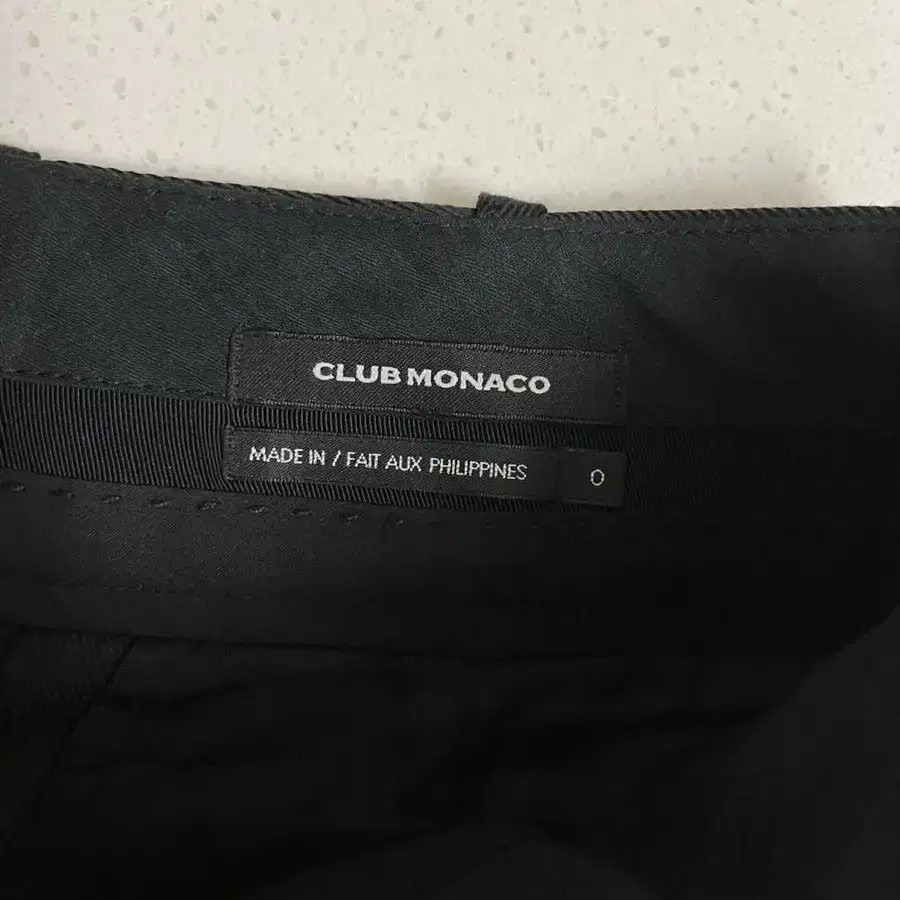 CLUB MONACO
MADE IN / FAIT AUX PHILIPPINES 0